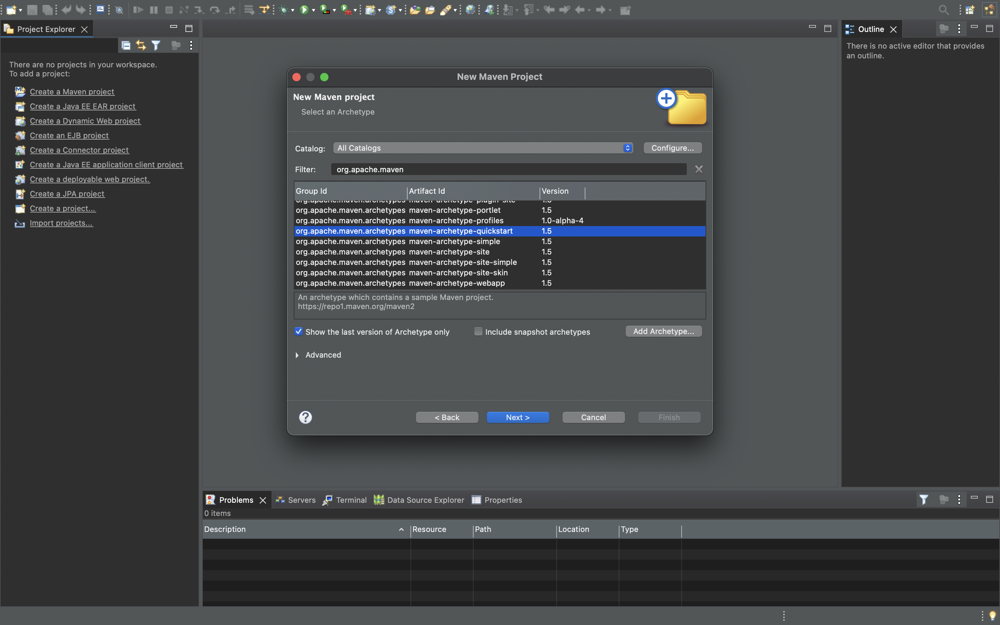 Project Explorer
There are no projects in your workspace.
To add a project:
Create a Maven project
Create a Java EE EAR project
Create a Dynamic Web project
Create an EJB project
Create a Connector project
Create a Java EE application client project
Create a deployable web project.
Create a JPA project
Create a project...
Import projects...
Outline
There is no active editor that provides
an outline.
New Maven Project
New Maven project
Select an Archetype
Catalog: All Catalogs Configure...
Filter: org.apache.maven
Group Id Artifact Id Version
org.apache.maven.archetypes maven-archetype-plugin-site 1.5
org.apache.maven.archetypes maven-archetype-portlet 1.5
org.apache.maven.archetypes maven-archetype-profiles 1.0-alpha-4
org.apache.maven.archetypes maven-archetype-quickstart 1.5
org.apache.maven.archetypes maven-archetype-simple 1.5
org.apache.maven.archetypes maven-archetype-site 1.5
org.apache.maven.archetypes maven-archetype-site-simple 1.5
org.apache.maven.archetypes maven-archetype-site-skin 1.5
org.apache.maven.archetypes maven-archetype-webapp 1.5
An archetype which contains a sample Maven project.
https://repo1.maven.org/maven2
Show the last version of Archetype only Include snapshot archetypes Add Archetype...
Advanced
? < Back Next > Cancel Finish
Problems Servers Terminal Data Source Explorer Properties
0 items
Description Resource Path Location Type